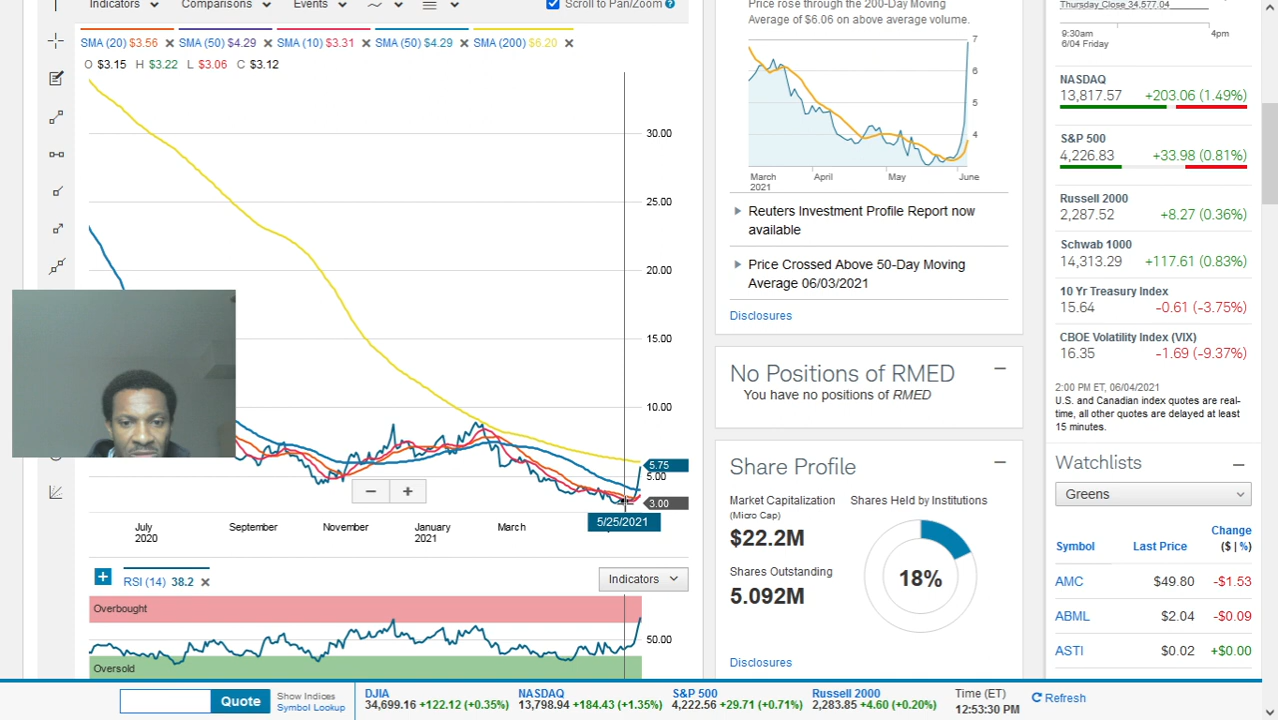 Indicators Comparisons Events Scroll to Pan/Zoom ?
SMA (20) $3.56 SMA (50) $4.29 SMA (10) $3.31 SMA (50) $4.29 SMA (200) $6.20
O $3.15 H $3.22 L $3.06 C $3.12
30.00
25.00
20.00
15.00
10.00
5.75
5.00
3.00
5/25/2021
July
2020
September
November
January
2021
March
RSI (14) 38.2
Indicators
Overbought
50.00
Oversold
Price rose through the 200-Day Moving
Average of $6.06 on above average volume.
7
6
5
4
March
2021
April
May
June
Reuters Investment Profile Report now
available
Price Crossed Above 50-Day Moving
Average 06/03/2021
Disclosures
No Positions of RMED
You have no positions of RMED
Share Profile
Market Capitalization
(Micro Cap)
$22.2M
Shares Outstanding
5.092M
Shares Held by Institutions
18%
Disclosures
Thursday Close 34,577.04
9:30am
6/04 Friday
4pm
NASDAQ
13,817.57 +203.06 (1.49%)
S&P 500
4,226.83 +33.98 (0.81%)
Russell 2000
2,287.52 +8.27 (0.36%)
Schwab 1000
14,313.29 +117.61 (0.83%)
10 Yr Treasury Index
15.64 -0.61 (-3.75%)
CBOE Volatility Index (VIX)
16.35 -1.69 (-9.37%)
2:00 PM ET, 06/04/2021
U.S. and Canadian index quotes are real-
time, all other quotes are delayed at least
15 minutes.
Watchlists
Greens
Symbol Last Price Change
($ | %)
AMC $49.80 -$1.53
ABML $2.04 -$0.09
ASTI $0.02 +$0.00
Quote
Show Indices
Symbol Lookup
DJIA
34,699.16 +122.12 (+0.35%)
NASDAQ
13,798.94 +184.43 (+1.35%)
S&P 500
4,222.56 +29.71 (+0.71%)
Russell 2000
2,283.85 +4.60 (+0.20%)
Time (ET)
12:53:30 PM
Refresh